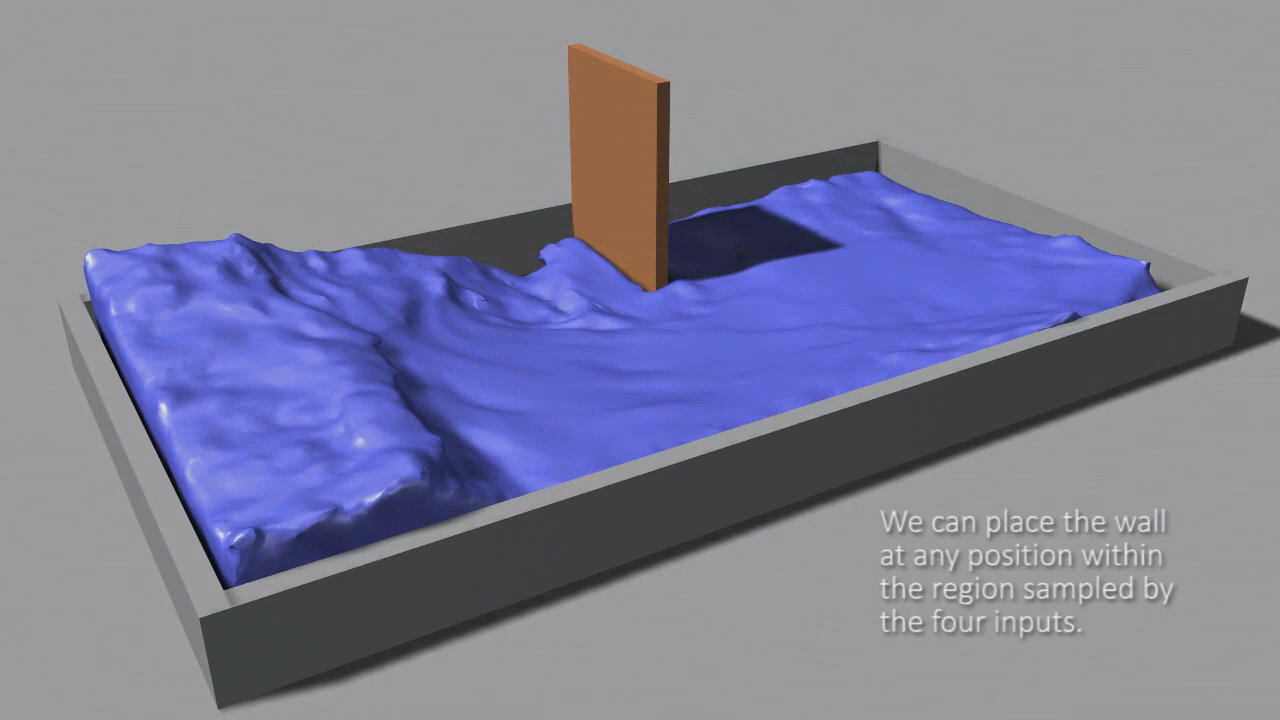 We can place the wall
at any position within
the region sampled by
the four inputs.